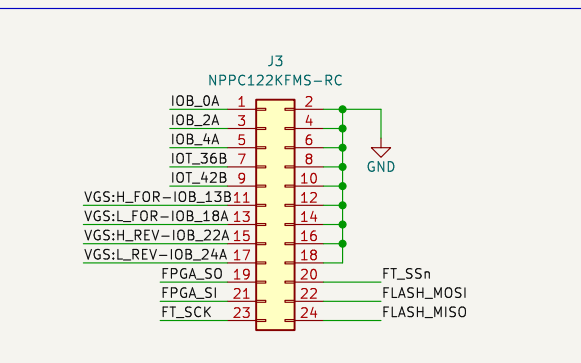 J3
NPPC122KFMS-RC
IOB_0A 1 2
IOB_2A 3 4
IOB_4A 5 6
IOT_36B 7 8
GND
IOT_42B 9 10
VGS:H_FOR-IOB_13B 11 12
VGS:L_FOR-IOB_18A 13 14
VGS:H_REV-IOB_22A 15 16
VGS:L_REV-IOB_24A 17 18
FPGA_SO 19 20 FT_SSn
FPGA_SI 21 22 FLASH_MOSI
FT_SCK 23 24 FLASH_MISO